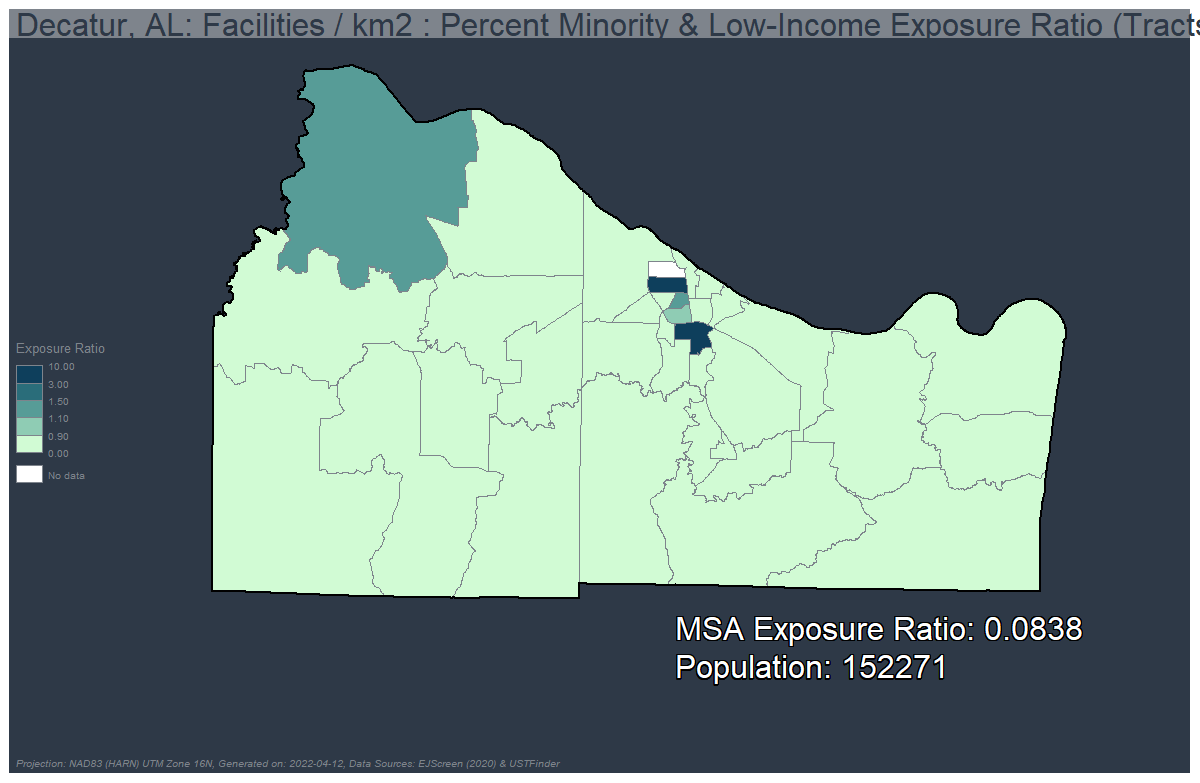 Decatur, AL: Facilities / km2 : Percent Minority & Low-Income Exposure Ratio (Tracts
Exposure Ratio
10.00
3.00
1.50
1.10
0.90
0.00
No data
MSA Exposure Ratio: 0.0838
Population: 152271
Projection: NAD83 (HARN) UTM Zone 16N, Generated on: 2022-04-12, Data Sources: EJScreen (2020) & USTFinder